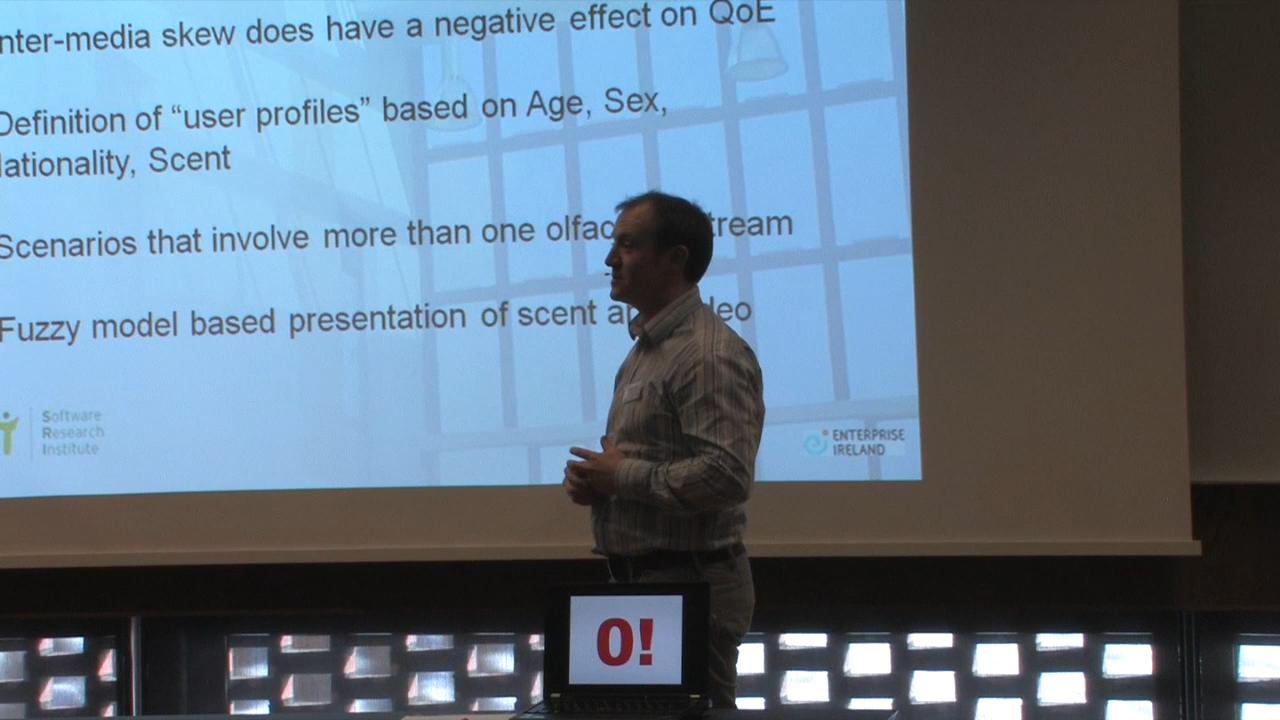 nter-media skew does have a negative effect on QoE
Definition of “user profiles” based on Age, Sex,
ationality, Scent
Scenarios that involve more than one olfac tream
Fuzzy model based presentation of scent a deo
Software
Research
Institute
ENTERPRISE
IRELAND
0!